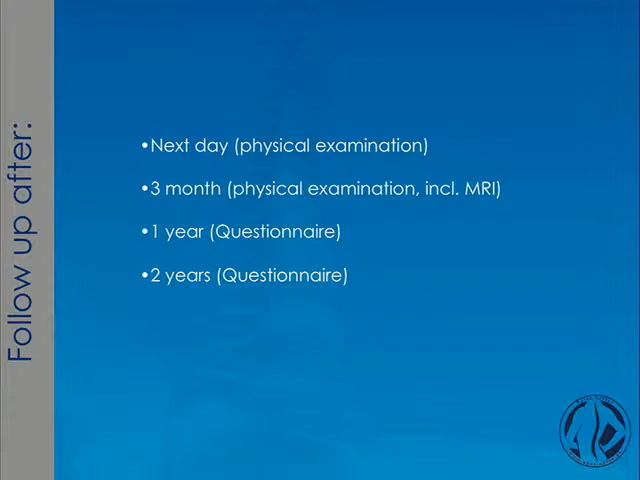 Follow up after:
•Next day (physical examination)
•3 month (physical examination, incl. MRI)
•1 year (Questionnaire)
•2 years (Questionnaire)